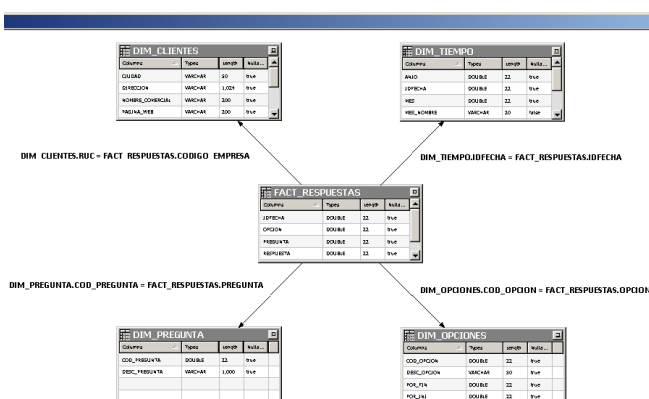 DIM_CLIENTES
Columns Types Length Nulla...
CIUDAD VARCHAR 50 true
DIRECCION VARCHAR 1,024 true
NOMBRE_COMERCIAL VARCHAR 200 true
PAGINA_WEB VARCHAR 200 true
DIM_TIEMPO
Columns Types Length Nulla...
ANIO DOUBLE 22 true
IDFECHA DOUBLE 22 true
MES DOUBLE 22 true
MES_NOMBRE VARCHAR 20 false
DIM_CLIENTES.RUC = FACT_RESPUESTAS.CODIGO_EMPRESA
DIM_TIEMPO.IDFECHA = FACT_RESPUESTAS.IDFECHA
FACT_RESPUESTAS
Columns Types Length Nulla...
IDFECHA DOUBLE 22 true
OPCION DOUBLE 22 true
PREGUNTA DOUBLE 22 true
RESPUESTA DOUBLE 22 true
DIM_PREGUNTA.COD_PREGUNTA = FACT_RESPUESTAS.PREGUNTA
DIM_OPCIONES.COD_OPCION = FACT_RESPUESTAS.OPCION
DIM_PREGUNTA
Columns Types Length Nulla...
COD_PREGUNTA DOUBLE 22 true
DESC_PREGUNTA VARCHAR 1,000 true
DIM_OPCIONES
Columns Types Length Nulla...
COD_OPCION DOUBLE 22 true
DESC_OPCION VARCHAR 50 true
POR_FIN DOUBLE 22 true
POR_INI DOUBLE 22 true